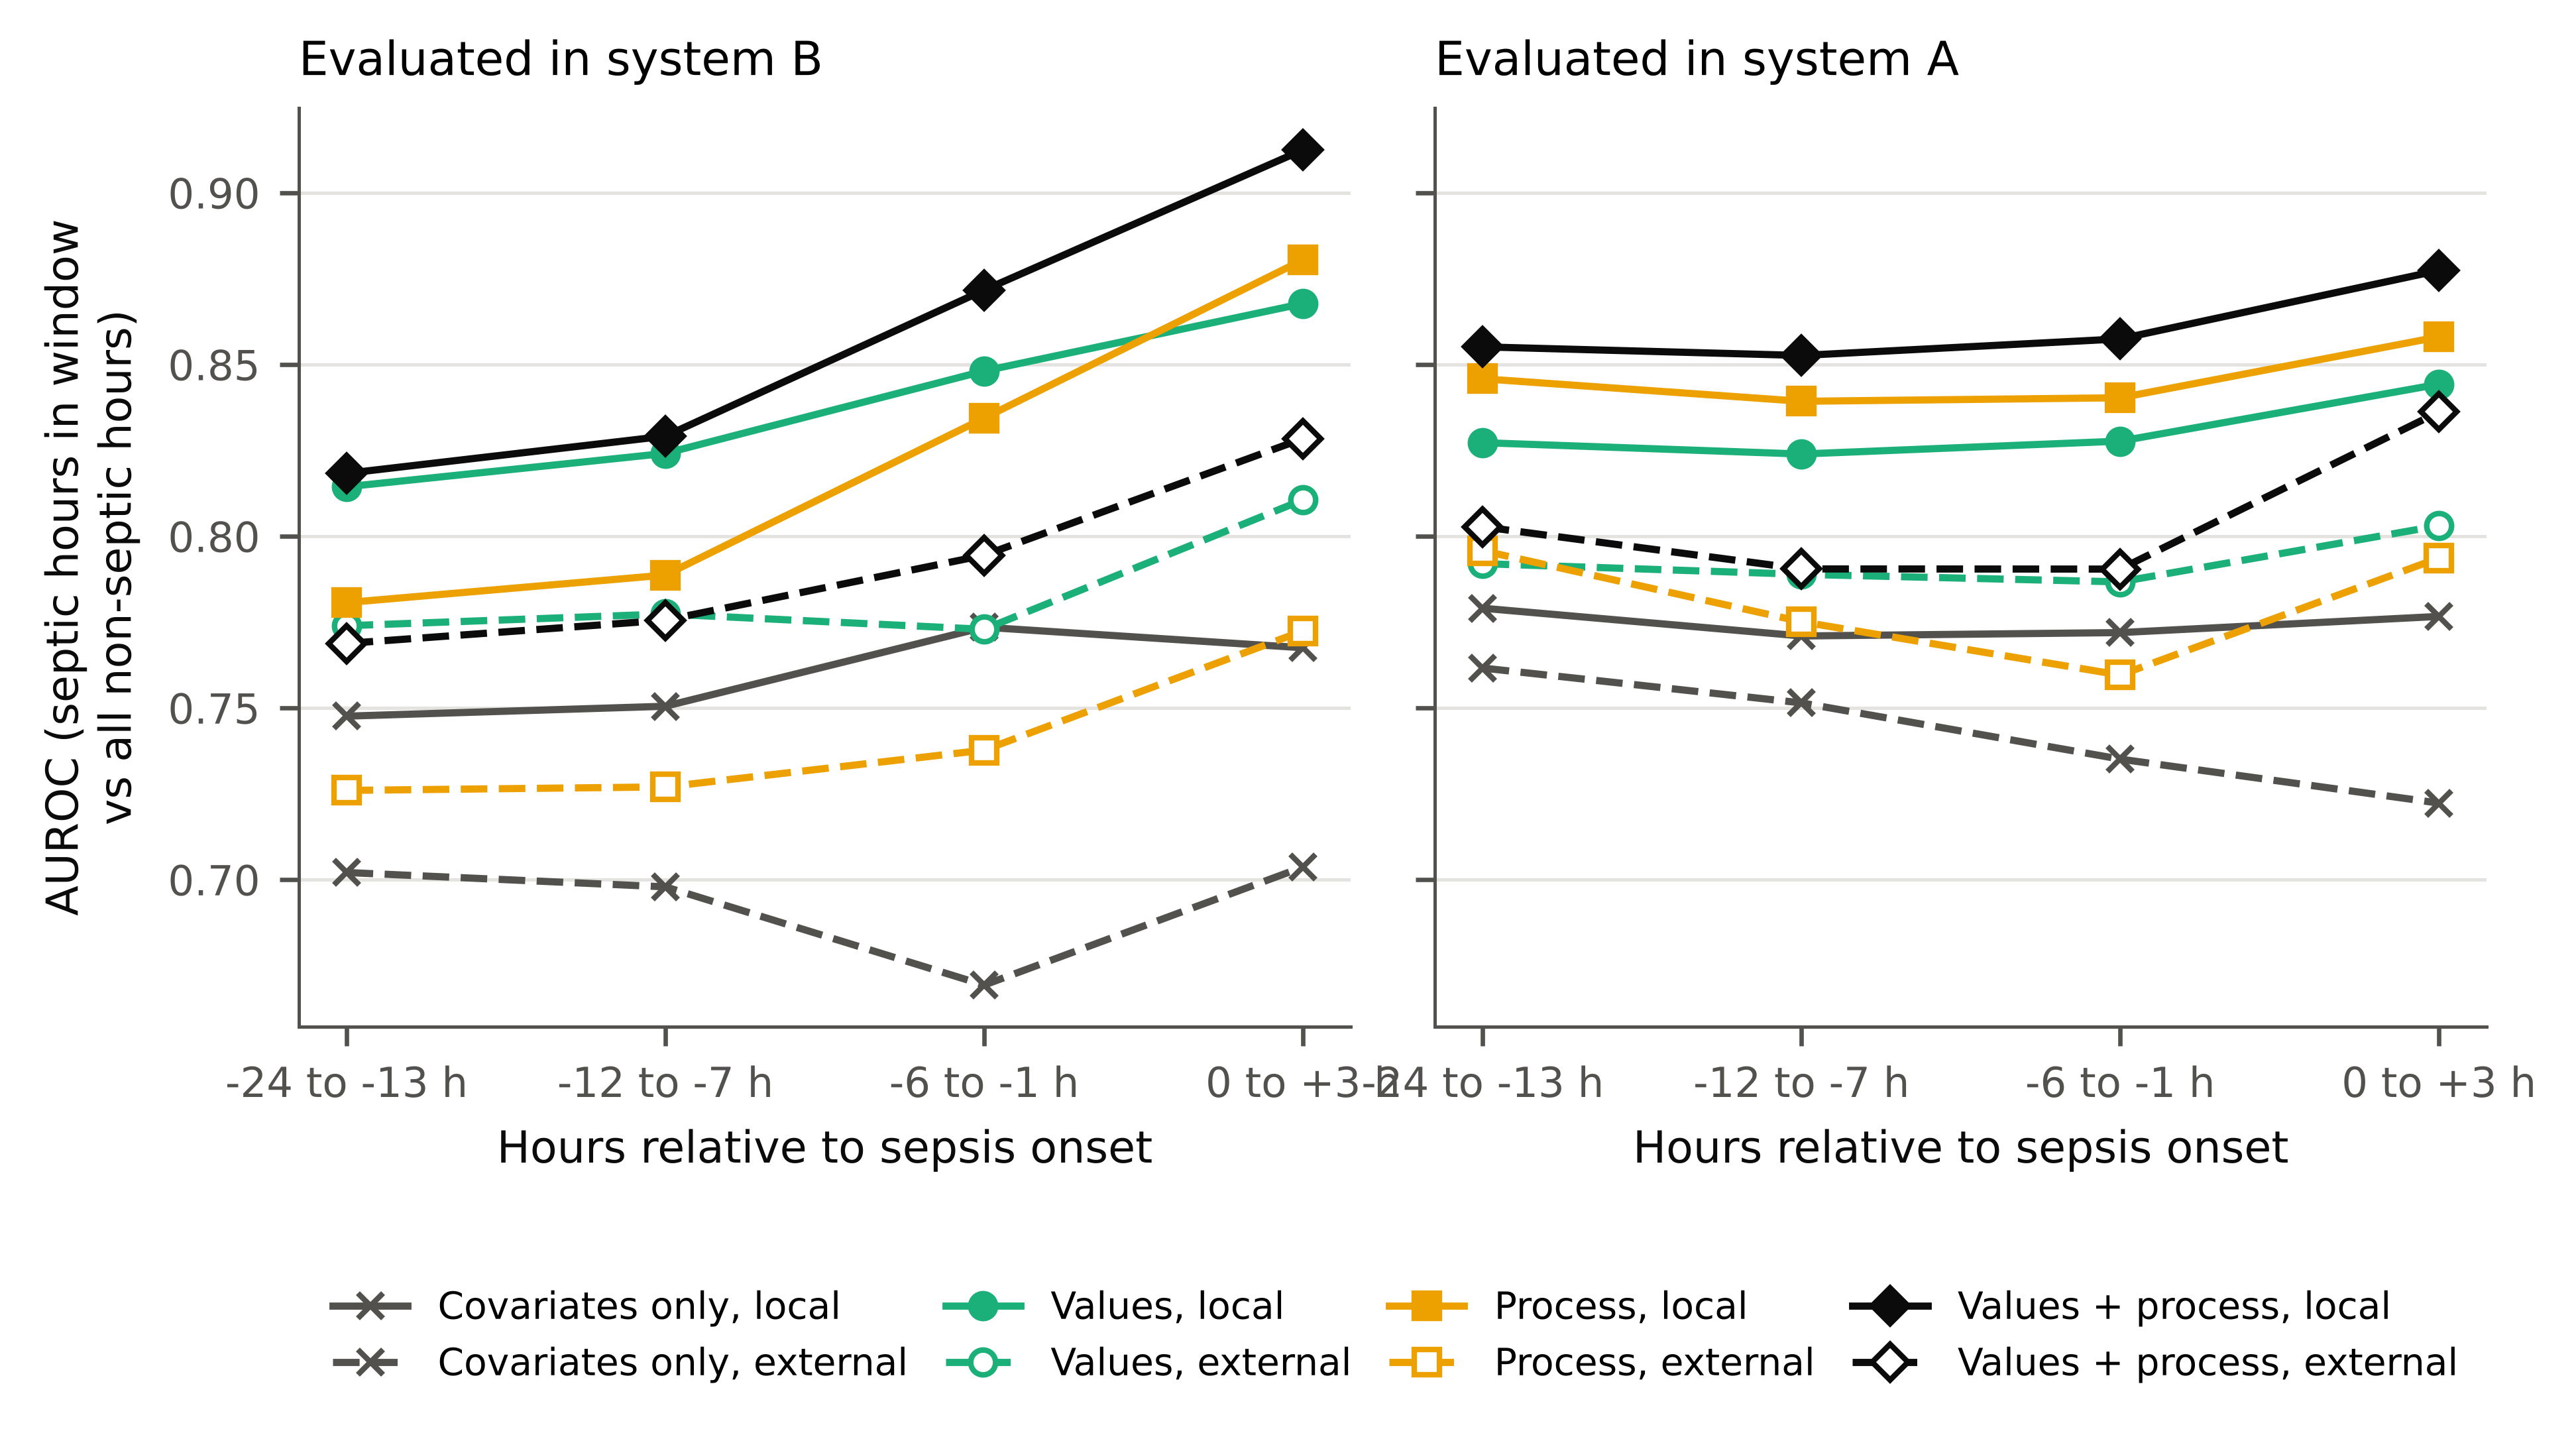 Evaluated in system B
Evaluated in system A
AUROC (septic hours in window
vs all non-septic hours)
0.90
0.85
0.80
0.75
0.70
-24 to -13 h
-12 to -7 h
-6 to -1 h
0 to +3 h
-24 to -13 h
-12 to -7 h
-6 to -1 h
0 to +3 h
Hours relative to sepsis onset
Hours relative to sepsis onset
Covariates only, local
Values, local
Process, local
Values + process, local
Covariates only, external
Values, external
Process, external
Values + process, external